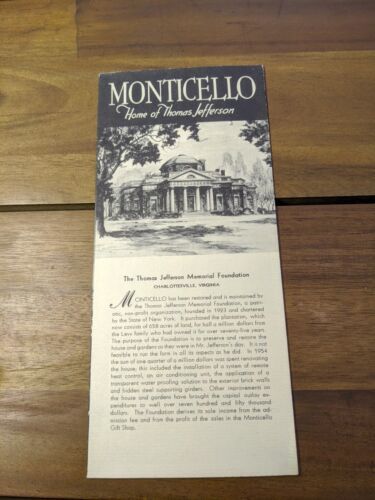 MONTICELLO
Home of Thomas Jefferson
The Thomas Jefferson Memorial Foundation
CHARLOTTESVILLE, VIRGINIA
MONTICELLO has been restored and is maintained by
the Thomas Jefferson Memorial Foundation, a patri-
otic, non-profit organization, founded in 1923 and chartered
by the State of New York. It purchased the plantation, which
now consists of 658 acres of land, for half a million dollars from
the Levy family who had owned it for over seventy-five years.
The purpose of the Foundation is to preserve and restore the
house and gardens as they were in Mr. Jefferson's day. It is not
feasible to run the farm in all its aspects as he did. In 1954
the sum of one quarter of a million dollars was spent renovating
the house; this included the installation of a system of remote
heat control, an air conditioning unit, the application of a
transparent water proofing solution to the exterior brick walls
and hidden steel supporting girders. Other improvements on
the house and gardens have brought the capital outlay ex-
penditures to well over seven hundred and fifty thousand
dollars. The Foundation derives its sole income from the ad-
mission fee and from the profit of the sales in the Monticello
Gift Shop.